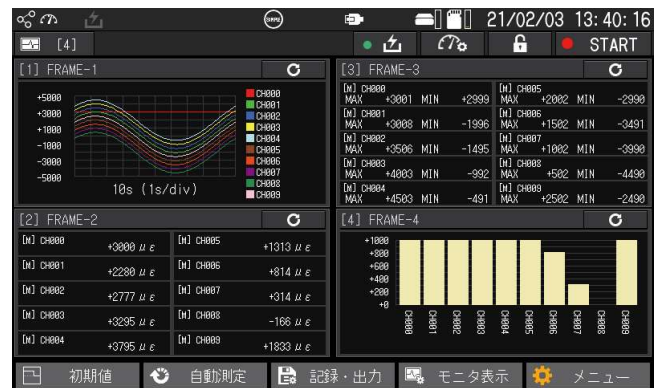 21/02/03 13:40:16
[4]
START
[1] FRAME-1
+5000
+3000
+1000
-1000
-3000
-5000
10s (1s/div)
CH000
CH001
CH002
CH003
CH004
CH005
CH006
CH007
CH008
CH009
[3] FRAME-3
[M] CH000
MAX +3001 MIN +2999
[M] CH001
MAX +3008 MIN -1996
[M] CH002
MAX +3506 MIN -1495
[M] CH003
MAX +4003 MIN -992
[M] CH004
MAX +4503 MIN -491
[M] CH005
MAX +2002 MIN -2990
[M] CH006
MAX +1502 MIN -3491
[M] CH007
MAX +1002 MIN -3990
[M] CH008
MAX +502 MIN -4490
[M] CH009
MAX +2502 MIN -2490
[2] FRAME-2
[M] CH000 +3000 με
[M] CH001 +2280 με
[M] CH002 +2777 με
[M] CH003 +3295 με
[M] CH004 +3795 με
[M] CH005 +1313 με
[M] CH006 +814 με
[M] CH007 +314 με
[M] CH008 -166 με
[M] CH009 +1833 με
[4] FRAME-4
+1000
+800
+600
+400
+200
+0
CH000
CH001
CH002
CH003
CH004
CH005
CH006
CH007
CH008
CH009
初期値
自動測定
記録・出力
モニタ表示
メニュー